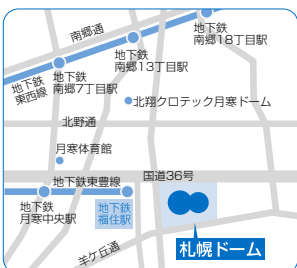 南郷通
地下鉄
南郷18丁目駅
地下鉄
南郷13丁目駅
地下鉄
東西線
地下鉄
南郷7丁目駅
北翔クロテック月寒ドーム
北野通
月寒体育館
国道36号
地下鉄東豊線
地下鉄
月寒中央駅
地下鉄
福住駅
羊ケ丘通
札幌ドーム